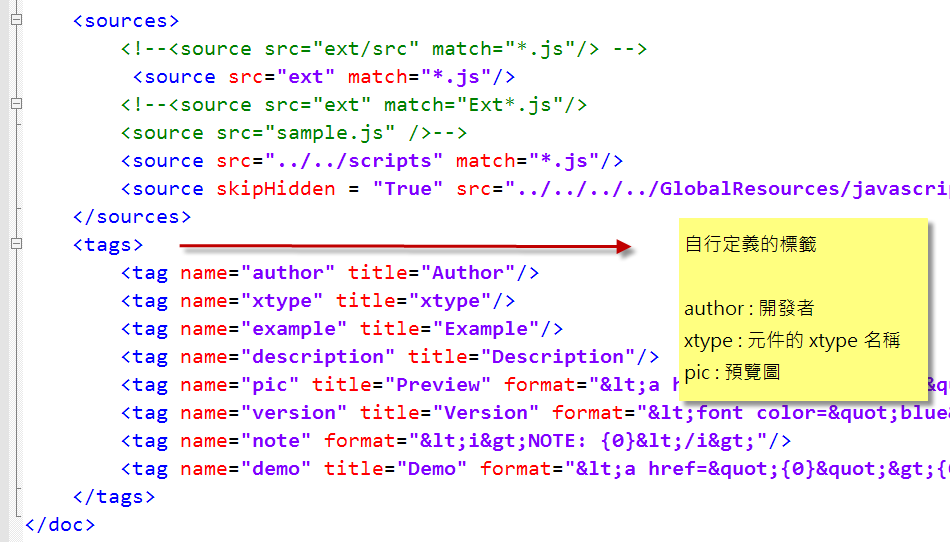 <sources>
<!--<source src="ext/src" match="*.js"/> -->
<source src="ext" match="*.js"/>
<!--<source src="ext" match="Ext*.js"/>
<source src="sample.js" />-->
<source src="../../scripts" match="*.js"/>
<source skipHidden = "True" src="../../../../GlobalResources/javascrip
</sources>
<tags>
<tag name="author" title="Author"/>
<tag name="xtype" title="xtype"/>
<tag name="example" title="Example"/>
<tag name="description" title="Description"/>
<tag name="pic" title="Preview" format="&lt;a h
<tag name="version" title="Version" format="&lt;font color=&quot;blue&
<tag name="note" format="&lt;i&gt;NOTE: {0}&lt;/i&gt;"/>
<tag name="demo" title="Demo" format="&lt;a href=&quot;{0}&quot;&gt;{0
</tags>
</doc>
自行定義的標籤
author : 開發者
xtype : 元件的 xtype 名稱
pic : 預覽圖